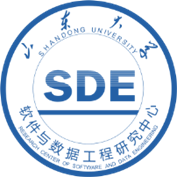 山东大学
SHANDONG UNIVERSITY
SDE
软件与数据工程研究中心
RESEARCH CENTER OF SOFTWARE AND DATA ENGINEERING